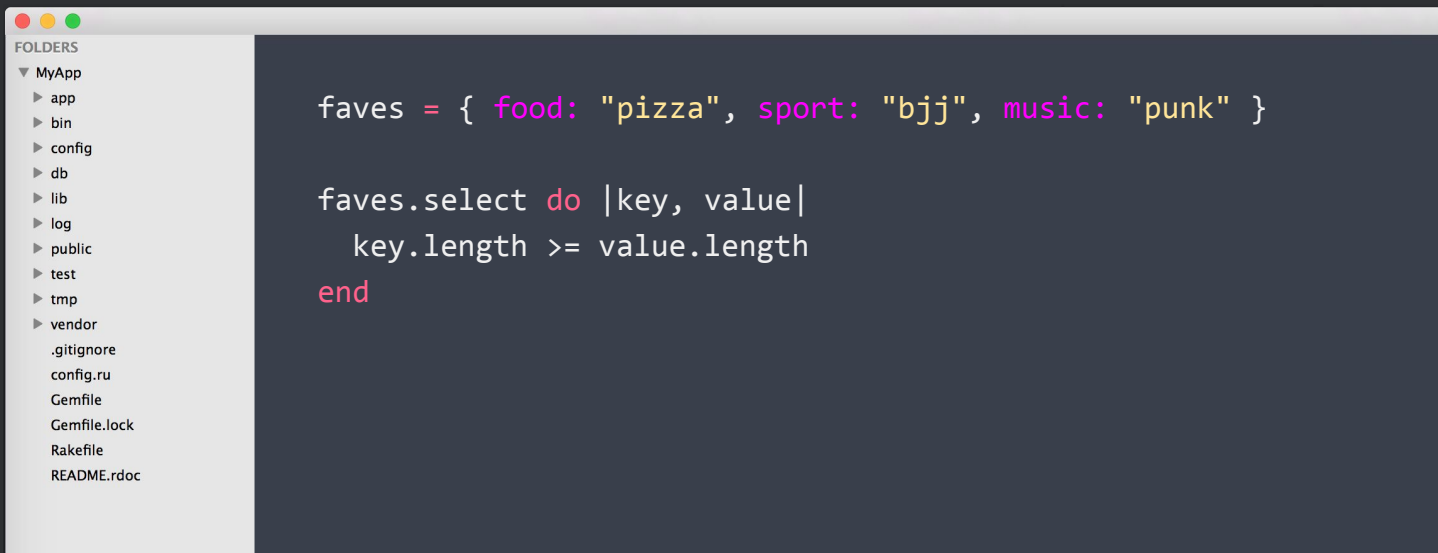 FOLDERS
MyApp
app
bin
config
db
lib
log
public
test
tmp
vendor
.gitignore
config.ru
Gemfile
Gemfile.lock
Rakefile
README.rdoc
faves = { food: "pizza", sport: "bjj", music: "punk" }
faves.select do |key, value|
  key.length >= value.length
end